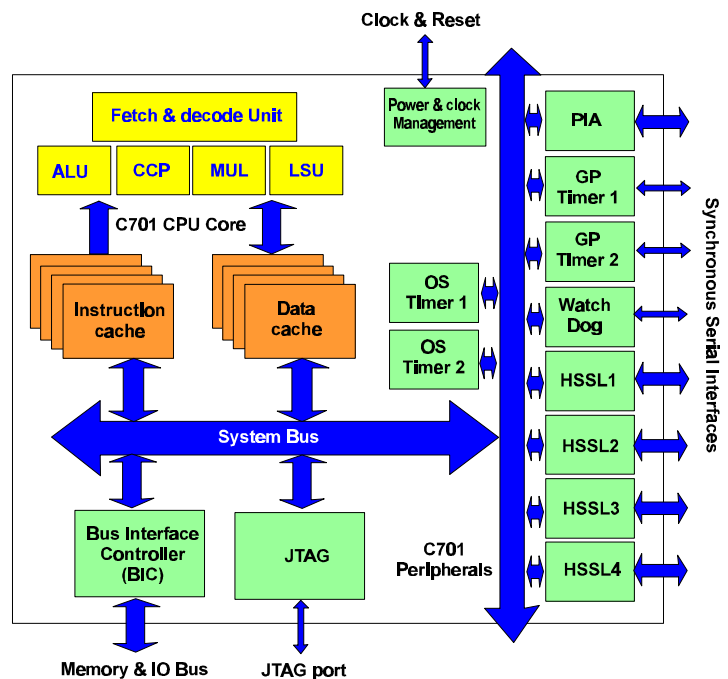 Clock & Reset
Fetch & decode Unit
Power & clock
Management
PIA
ALU
CCP
MUL
LSU
GP
Timer 1
C701 CPU Core
GP
TImer 2
Instruction
cache
Data
cache
OS
TImer 1
Watch
Dog
OS
Timer 2
HSSL1
System Bus
HSSL2
Synchronous Serial Interfaces
Bus Interface
Controller
(BIC)
JTAG
C701
Perlpherals
HSSL3
HSSL4
Memory & IO Bus
JTAG port